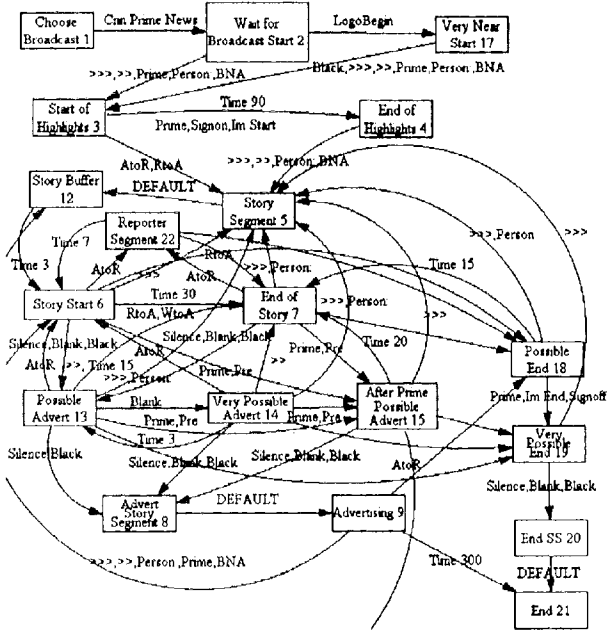 Choose
Broadcast 1
Cnn Prime News
Wait for
Broadcast Start 2
LogoBegin
Very Near
Start 17
>>>,>>,Prime,Person,BNA
Black,>>>,>>,Prime,Person,BNA
Start of
Highlights 3
Time 90
Prime,Signon,Im Start
End of
Highlights 4
AtoR,RtoA
>>>,>>,Person,BNA
Story Buffer
12
DEFAULT
Story
Segment 5
Reporter
Segment 22
>>>,Person
>>>
Time 7
RtoA
Time 3
AtoR
>>>
>>>,Person
Time 15
Story Start 6
Time 30
AtoR
End of
Story 7
>>>,Person
RtoA,WtoA
>>>
Silence,Blank,Black
Silence,Blank,Black
Time 20
Prime,Pre
AtoR
>>, Time 15
AtoR
Possible
End 18
>>>,Person
Prime,Pre
>>
Possible
Advert 13
Blank
Very Possible
Advert 14
After Prime
Possible
Advert 15
Prime,Im End,Signoff
Prime,Pre
Prime,Pre
Time 3
Very
Possible
End 19
Silence,Black
Silence,Blank,Black
Silence,Blank,Black
AtoR
Silence,Blank,Black
Advert
Story
Segment 8
DEFAULT
Advertising 9
End SS 20
>>>,>>,Person,Prime,BNA
Time 300
DEFAULT
End 21